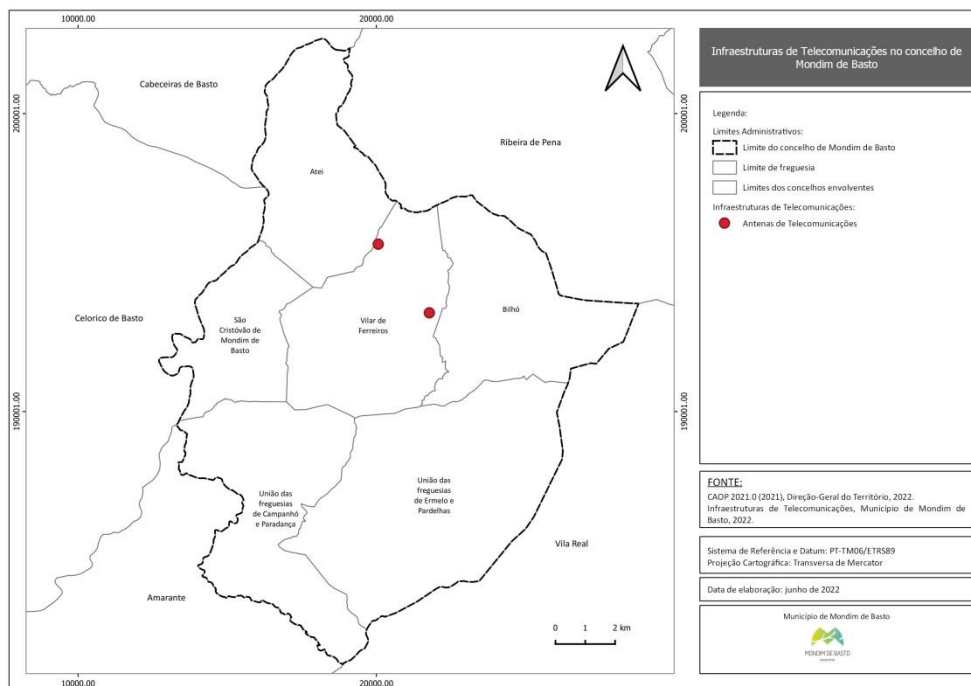 10000.00
20000.00
Cabeceiras de Basto
200001.00
200001.00
Ribeira de Pena
Atei
Celorico de Basto
São
Cristóvão de
Mondim de
Basto
Vilar de
Ferreiros
Bilhó
190001.00
190001.00
União das
freguesias
de Campanhó
e Paradança
União das
freguesias
de Ermelo e
Pardelhas
Vila Real
Amarante
0 1 2 km
10000.00
20000.00
Infraestruturas de Telecomunicações no concelho de
Mondim de Basto
Legenda:
Limites Administrativos:
Limite do concelho de Mondim de Basto
Limite de freguesia
Limites dos concelhos envolventes
Infraestruturas de Telecomunicações:
Antenas de Telecomunicações
FONTE:
CAOP 2021.0 (2021), Direção-Geral do Território, 2022.
Infraestruturas de Telecomunicações, Município de Mondim de
Basto, 2022.
Sistema de Referência e Datum: PT-TM06/ETRS89
Projeção Cartográfica: Transversa de Mercator
Data de elaboração: junho de 2022
Município de Mondim de Basto
MONDIM DE BASTO